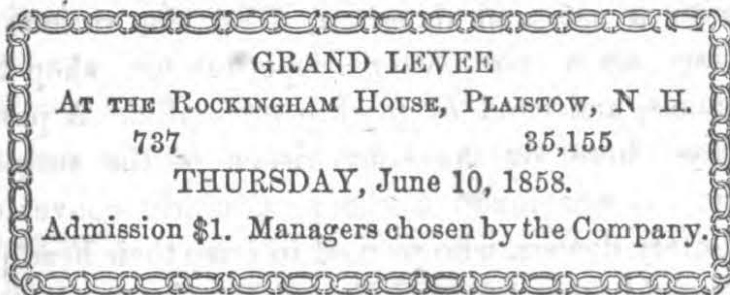 GRAND LEVEE
AT THE ROCKINGHAM HOUSE, PLAISTOW, N H
737 35,155
THURSDAY, June 10, 1858.
Admission $1. Managers chosen by the Company.